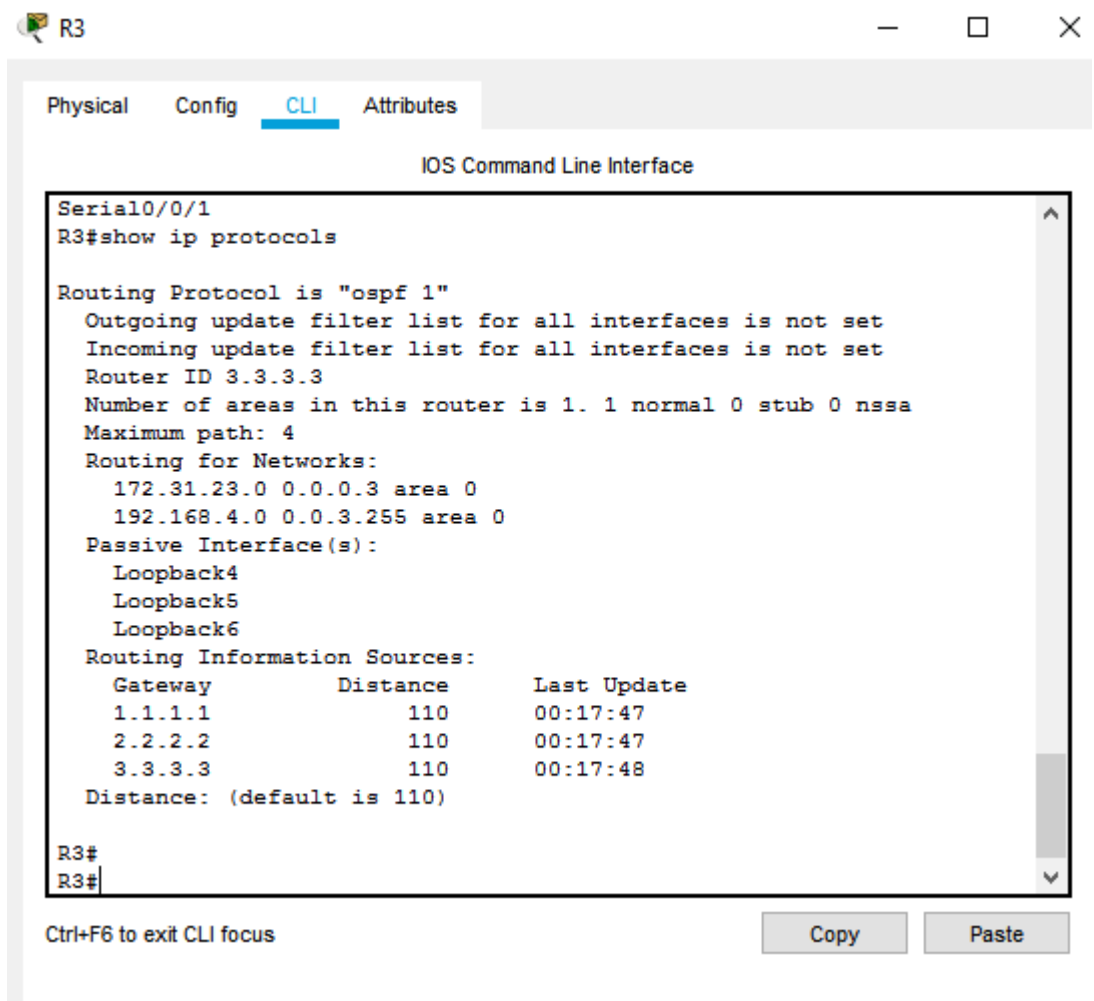 R3
Physical Config CLI Attributes
IOS Command Line Interface
Serial0/0/1
R3#show ip protocols
Routing Protocol is "ospf 1"
Outgoing update filter list for all interfaces is not set
Incoming update filter list for all interfaces is not set
Router ID 3.3.3.3
Number of areas in this router is 1. 1 normal 0 stub 0 nssa
Maximum path: 4
Routing for Networks:
172.31.23.0 0.0.0.3 area 0
192.168.4.0 0.0.3.255 area 0
Passive Interface(s):
Loopback4
Loopback5
Loopback6
Routing Information Sources:
Gateway Distance Last Update
1.1.1.1 110 00:17:47
2.2.2.2 110 00:17:47
3.3.3.3 110 00:17:48
Distance: (default is 110)
R3#
R3#
Ctrl+F6 to exit CLI focus Copy Paste